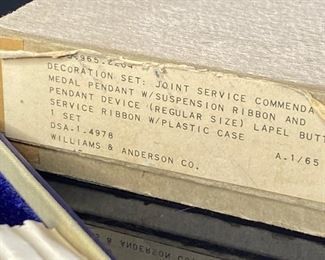 DECORATION SET: JOINT SERVICE COMMENDA
MEDAL PENDANT W/SUSPENSION RIBBON AND
PENDANT DEVICE (REGULAR SIZE) LAPEL BUTT
SERVICE RIBBON W/PLASTIC CASE
1 SET A.1/65
DSA-1-4978
WILLIAMS & ANDERSON CO.